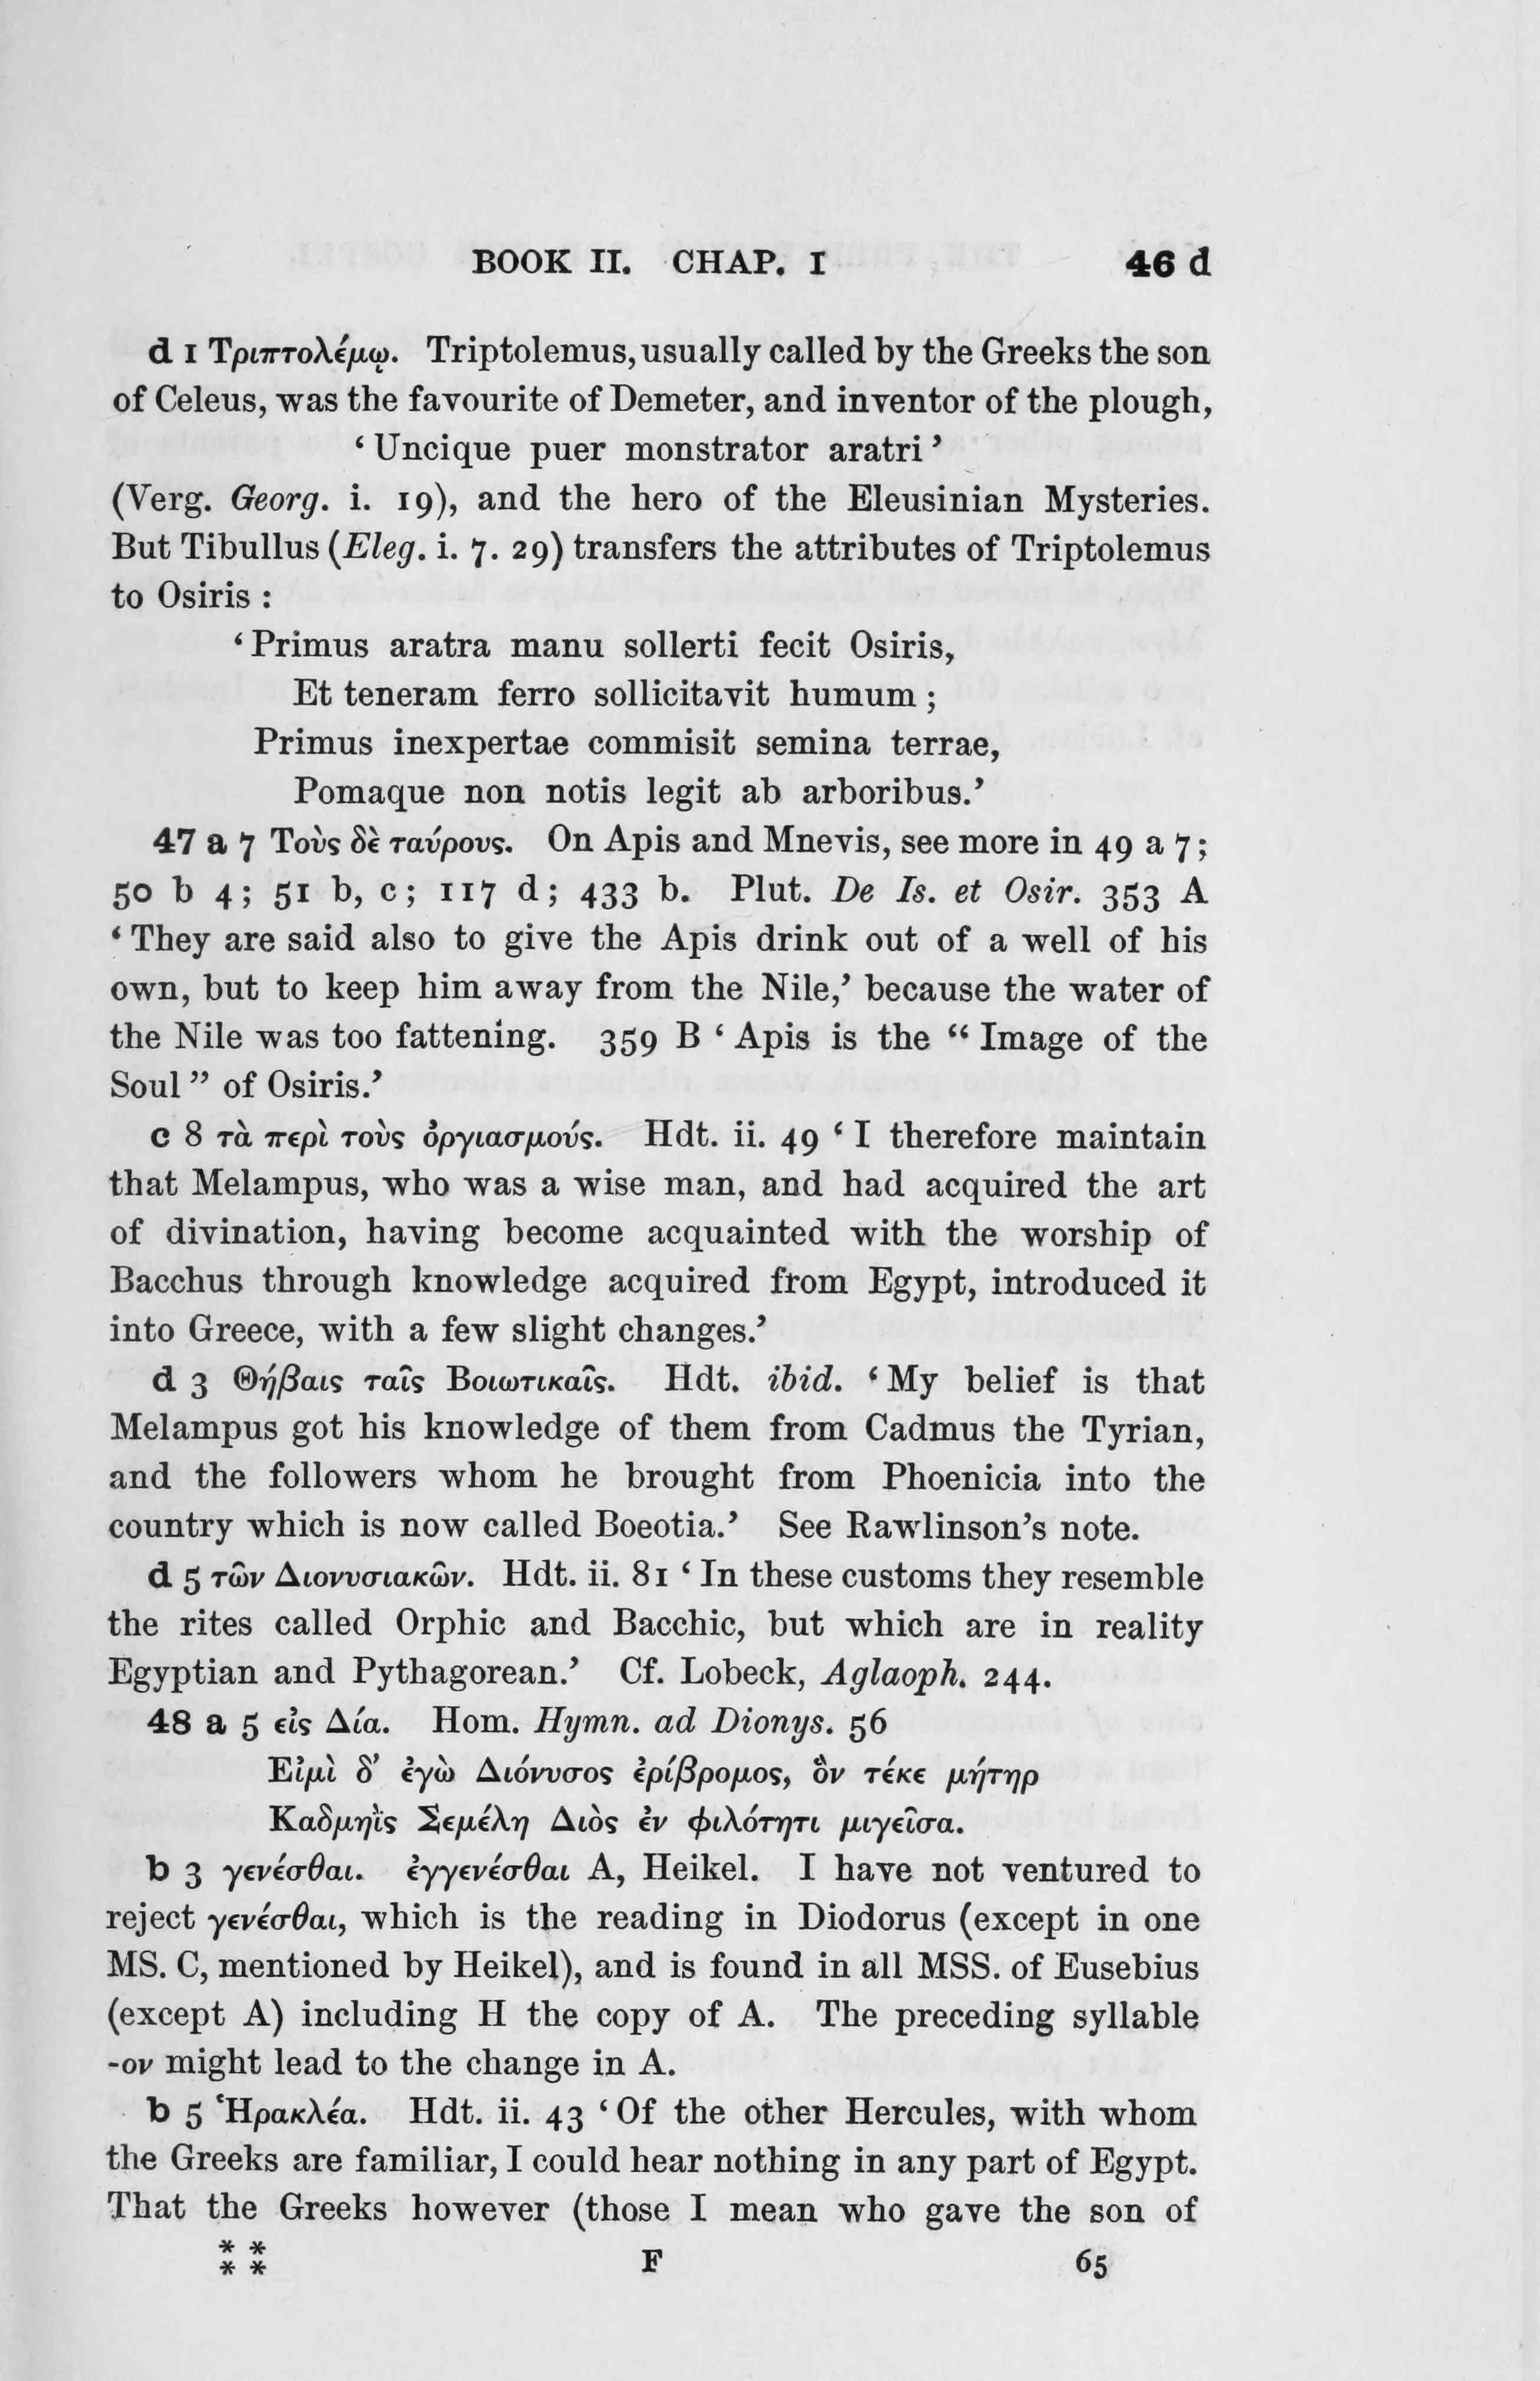 BOOK II. CHAP. I 46 d
d 1 Τριπτολέμῳ. Triptolemus, usually called by the Greeks the son
of Celeus, was the favourite of Demeter, and inventor of the plough,
‘ Uncique puer monstrator aratri ’
(Verg. Georg. i. 19), and the hero of the Eleusinian Mysteries.
But Tibullus (Eleg. i. 7. 29) transfers the attributes of Triptolemus
to Osiris :
‘ Primus aratra manu sollerti fecit Osiris,
Et teneram ferro sollicitavit humum ;
Primus inexpertae commisit semina terrae,
Pomaque non notis legit ab arboribus.’
47 a 7 Τοὺς δὲ ταύρους. On Apis and Mnevis, see more in 49 a 7 ;
50 b 4 ; 51 b, c ; 117 d ; 433 b. Plut. De Is. et Osir. 353 A
‘ They are said also to give the Apis drink out of a well of his
own, but to keep him away from the Nile,’ because the water of
the Nile was too fattening. 359 B ‘ Apis is the “ Image of the
Soul ” of Osiris.’
c 8 τὰ περὶ τοὺς ὀργιασμούς. Hdt. ii. 49 ‘ I therefore maintain
that Melampus, who was a wise man, and had acquired the art
of divination, having become acquainted with the worship of
Bacchus through knowledge acquired from Egypt, introduced it
into Greece, with a few slight changes.’
d 3 Θήβαις ταῖς Βοιωτικαῖς. Hdt. ibid. ‘ My belief is that
Melampus got his knowledge of them from Cadmus the Tyrian,
and the followers whom he brought from Phoenicia into the
country which is now called Boeotia.’ See Rawlinson’s note.
d 5 τῶν Διονυσιακῶν. Hdt. ii. 81 ‘ In these customs they resemble
the rites called Orphic and Bacchic, but which are in reality
Egyptian and Pythagorean.’ Cf. Lobeck, Aglaoph. 244.
48 a 5 εἰς Δία. Hom. Hymn. ad Dionys. 56
Εἰμὶ δ’ ἐγὼ Διόνυσος ἐρίβρομος, ὃν τέκε μήτηρ
Καδμηῒς Σεμέλη Διὸς ἐν φιλότητι μιγεῖσα.
b 3 γενέσθαι. ἐγγενέσθαι A, Heikel. I have not ventured to
reject γενέσθαι, which is the reading in Diodorus (except in one
MS. C, mentioned by Heikel), and is found in all MSS. of Eusebius
(except A) including H the copy of A. The preceding syllable
-ον might lead to the change in A.
b 5 Ἡρακλέα. Hdt. ii. 43 ‘ Of the other Hercules, with whom
the Greeks are familiar, I could hear nothing in any part of Egypt.
That the Greeks however (those I mean who gave the son of
* *
* * F 65